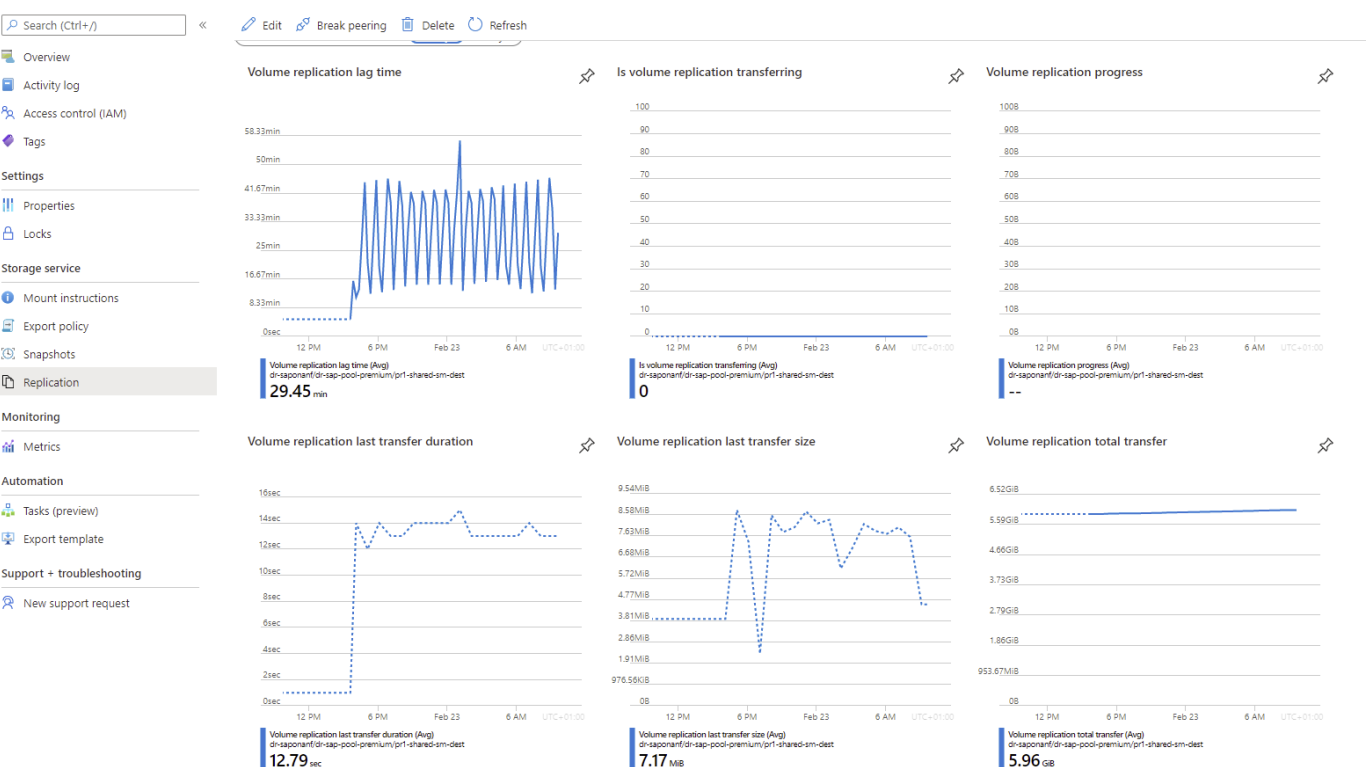 Search (Ctrl+/)
«
Edit
Break peering
Delete
Refresh
Overview
Activity log
Access control (IAM)
Tags
Settings
Properties
Locks
Storage service
Mount instructions
Export policy
Snapshots
Replication
Monitoring
Metrics
Automation
Tasks (preview)
Export template
Support + troubleshooting
New support request
Volume replication lag time
58.33min
50min
41.67min
33.33min
25min
16.67min
8.33min
0sec
12 PM
6 PM
Feb 23
6 AM
UTC+01:00
Volume replication lag time (Avg)
dr-saponanf/dr-sap-pool-premium/pr1-shared-sm-dest
29.45 min
Is volume replication transferring
100
90
80
70
60
50
40
30
20
10
0
12 PM
6 PM
Feb 23
6 AM
UTC+01:00
Is volume replication transferring (Avg)
dr-saponanf/dr-sap-pool-premium/pr1-shared-sm-dest
0
Volume replication progress
100B
90B
80B
70B
60B
50B
40B
30B
20B
10B
0B
12 PM
6 PM
Feb 23
6 AM
UTC+01:00
Volume replication progress (Avg)
dr-saponanf/dr-sap-pool-premium/pr1-shared-sm-dest
--
Volume replication last transfer duration
16sec
14sec
12sec
10sec
8sec
6sec
4sec
2sec
0sec
12 PM
6 PM
Feb 23
6 AM
UTC+01:00
Volume replication last transfer duration (Avg)
dr-saponanf/dr-sap-pool-premium/pr1-shared-sm-dest
12.79 sec
Volume replication last transfer size
9.54MiB
8.58MiB
7.63MiB
6.68MiB
5.72MiB
4.77MiB
3.81MiB
2.86MiB
1.91MiB
976.56KiB
0B
12 PM
6 PM
Feb 23
6 AM
UTC+01:00
Volume replication last transfer size (Avg)
dr-saponanf/dr-sap-pool-premium/pr1-shared-sm-dest
7.17 MiB
Volume replication total transfer
6.52GiB
5.59GiB
4.66GiB
3.73GiB
2.79GiB
1.86GiB
953.67MiB
0B
12 PM
6 PM
Feb 23
6 AM
UTC+01:00
Volume replication total transfer (Avg)
dr-saponanf/dr-sap-pool-premium/pr1-shared-sm-dest
5.96 GiB